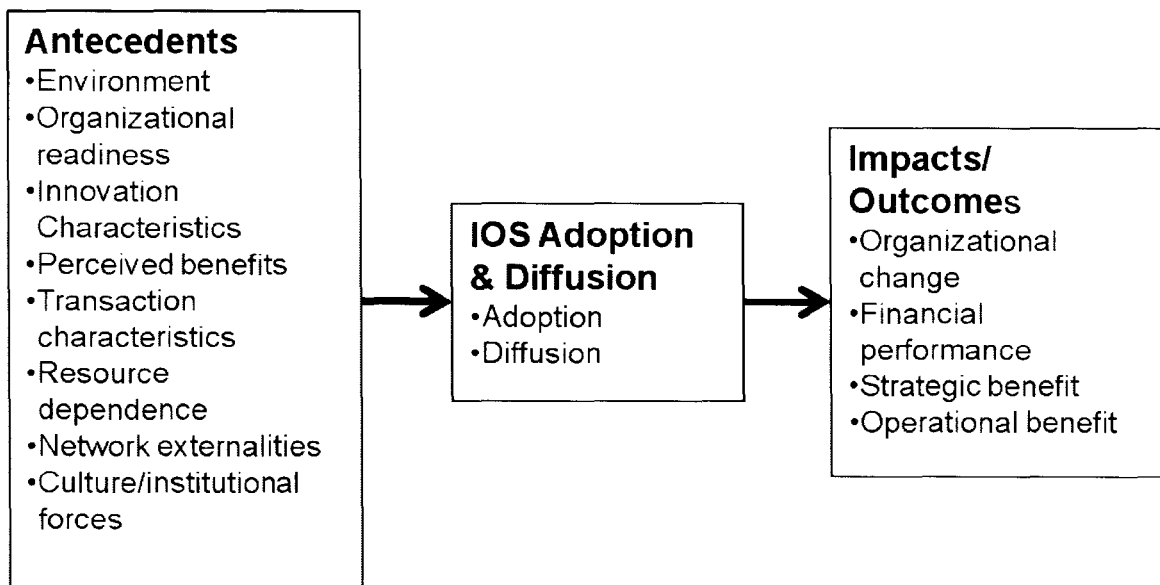 Antecedents
•Environment
•Organizational
readiness
•Innovation
Characteristics
•Perceived benefits
•Transaction
characteristics
•Resource
dependence
•Network externalities
•Culture/institutional
forces
IOS Adoption
& Diffusion
•Adoption
•Diffusion
Impacts/
Outcomes
•Organizational
change
•Financial
performance
•Strategic benefit
•Operational benefit